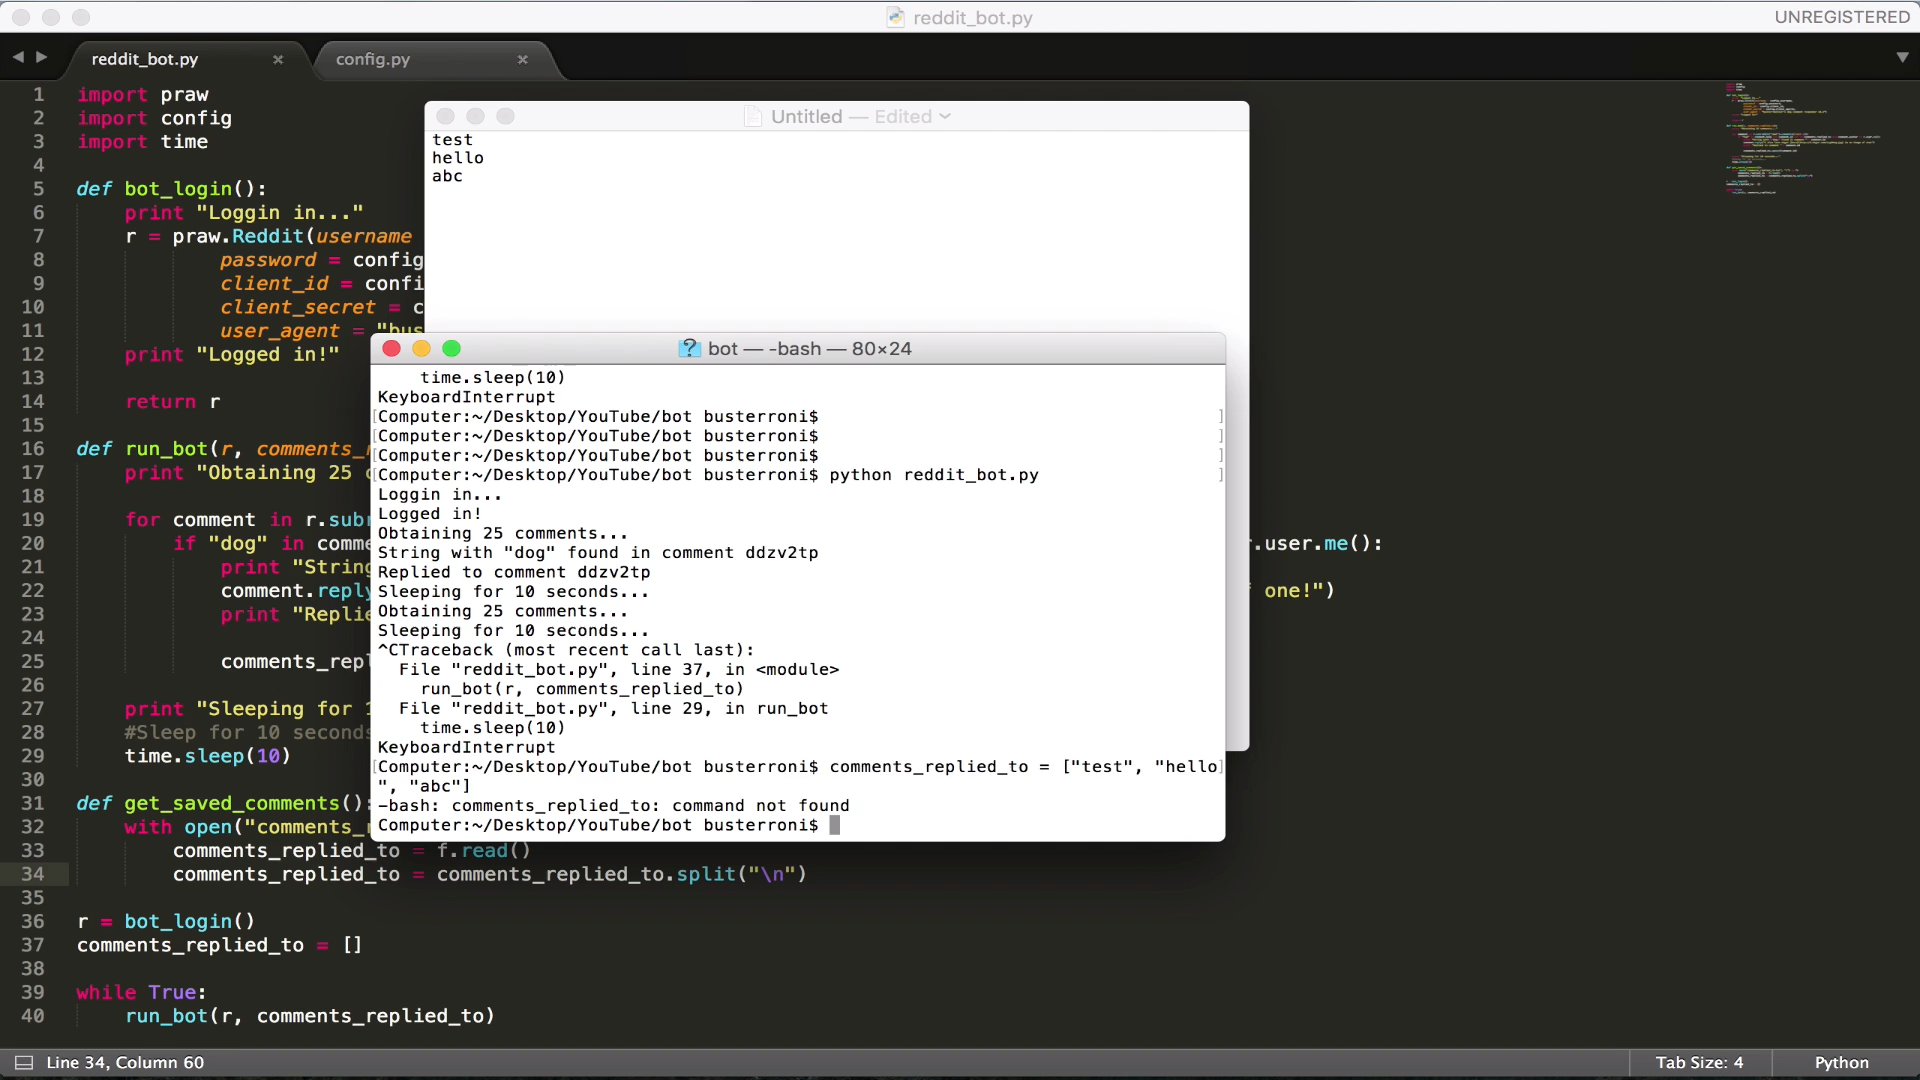 reddit_bot.py
UNREGISTERED
reddit_bot.py
config.py
1 import praw
2 import config
3 import time
4
5 def bot_login():
6 print "Loggin in..."
7 r = praw.Reddit(username
8 password = config
9 client_id = confi
10 client_secret = c
11 user_agent = "bus
12 print "Logged in!"
13
14 return r
15
16 def run_bot(r, comments_r
17 print "Obtaining 25 c
18
19 for comment in r.subr
20 if "dog" in comme .user.me():
21 print "String
22 comment.reply one!")
23 print "Replie
24
25 comments_repl
26
27 print "Sleeping for 1
28 #Sleep for 10 seconds
29 time.sleep(10)
30
31 def get_saved_comments():
32 with open("comments_r
33 comments_replied_to = f.read()
34 comments_replied_to = comments_replied_to.split("\n")
35
36 r = bot_login()
37 comments_replied_to = []
38
39 while True:
40 run_bot(r, comments_replied_to)
Untitled — Edited
test
hello
abc
bot — -bash — 80×24
time.sleep(10)
KeyboardInterrupt
[Computer:~/Desktop/YouTube/bot busterroni$ ]
[Computer:~/Desktop/YouTube/bot busterroni$ ]
[Computer:~/Desktop/YouTube/bot busterroni$ ]
[Computer:~/Desktop/YouTube/bot busterroni$ python reddit_bot.py ]
Loggin in...
Logged in!
Obtaining 25 comments...
String with "dog" found in comment ddzv2tp
Replied to comment ddzv2tp
Sleeping for 10 seconds...
Obtaining 25 comments...
Sleeping for 10 seconds...
^CTraceback (most recent call last):
File "reddit_bot.py", line 37, in <module>
run_bot(r, comments_replied_to)
File "reddit_bot.py", line 29, in run_bot
time.sleep(10)
KeyboardInterrupt
[Computer:~/Desktop/YouTube/bot busterroni$ comments_replied_to = ["test", "hello]
", "abc"]
-bash: comments_replied_to: command not found
Computer:~/Desktop/YouTube/bot busterroni$
Line 34, Column 60
Tab Size: 4
Python